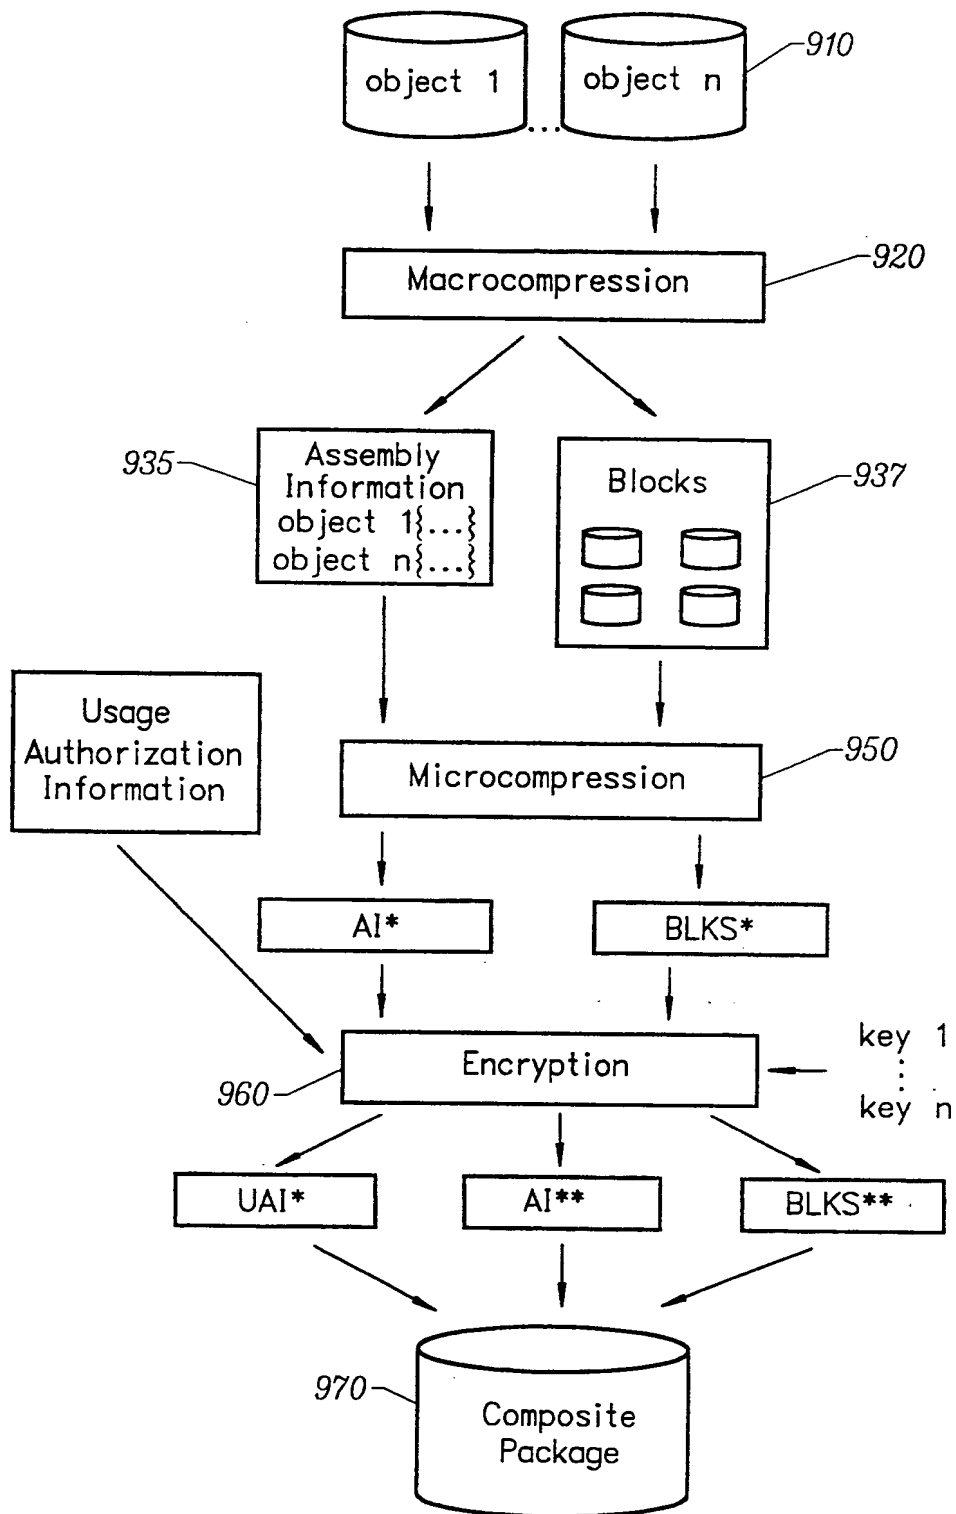 object 1
...
object n
910
Macrocompression
920
935
Assembly
Information
object 1{...}
object n{...}
Blocks
937
Usage
Authorization
Information
Microcompression
950
AI*
BLKS*
Encryption
960
key 1
⋮
key n
UAI*
AI**
BLKS**
970
Composite
Package